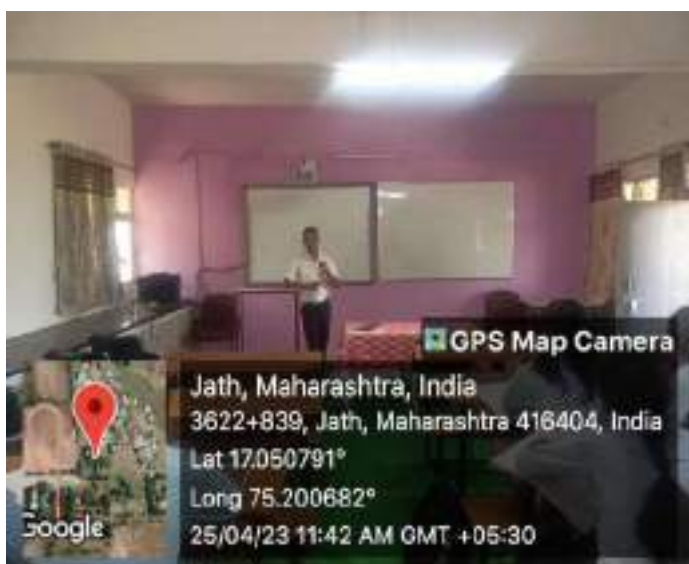 GPS Map Camera
Jath, Maharashtra, India
3622+839, Jath, Maharashtra 416404, India
Lat 17.050791°
Long 75.200682°
25/04/23 11:42 AM GMT +05:30
Google